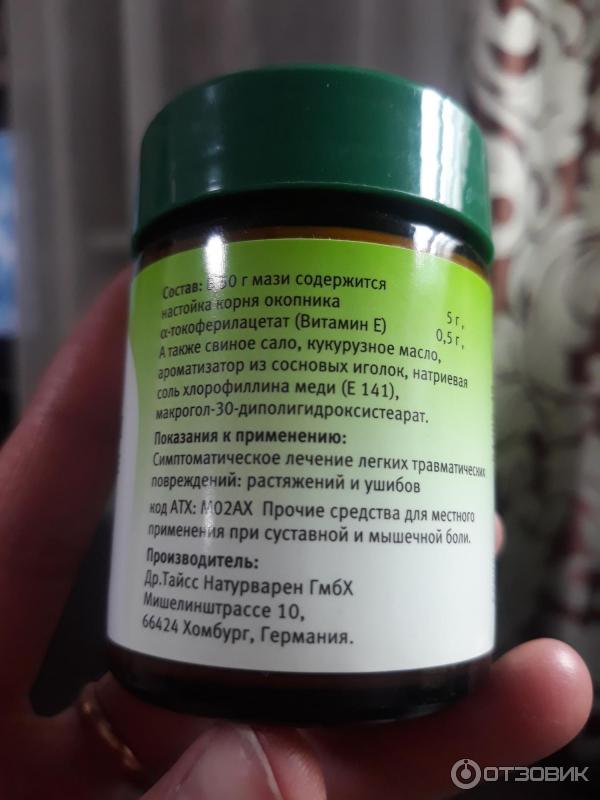 Состав: В 50 г мази содержится
настойка корня окопника 5 г,
α-токоферилацетат (Витамин Е) 0,5 г,
А также свиное сало, кукурузное масло,
ароматизатор из сосновых иголок, натриевая
соль хлорофиллина меди (Е 141),
макрогол-30-диполигидроксистеарат.
Показания к применению:
Симптоматическое лечение легких травматических
повреждений: растяжений и ушибов
код АТХ: М02АХ Прочие средства для местного
применения при суставной и мышечной боли.
Производитель:
Др.Тайсс Натурварен ГмбХ
Мишелинштрассе 10,
66424 Хомбург, Германия.
ОТЗОВИК